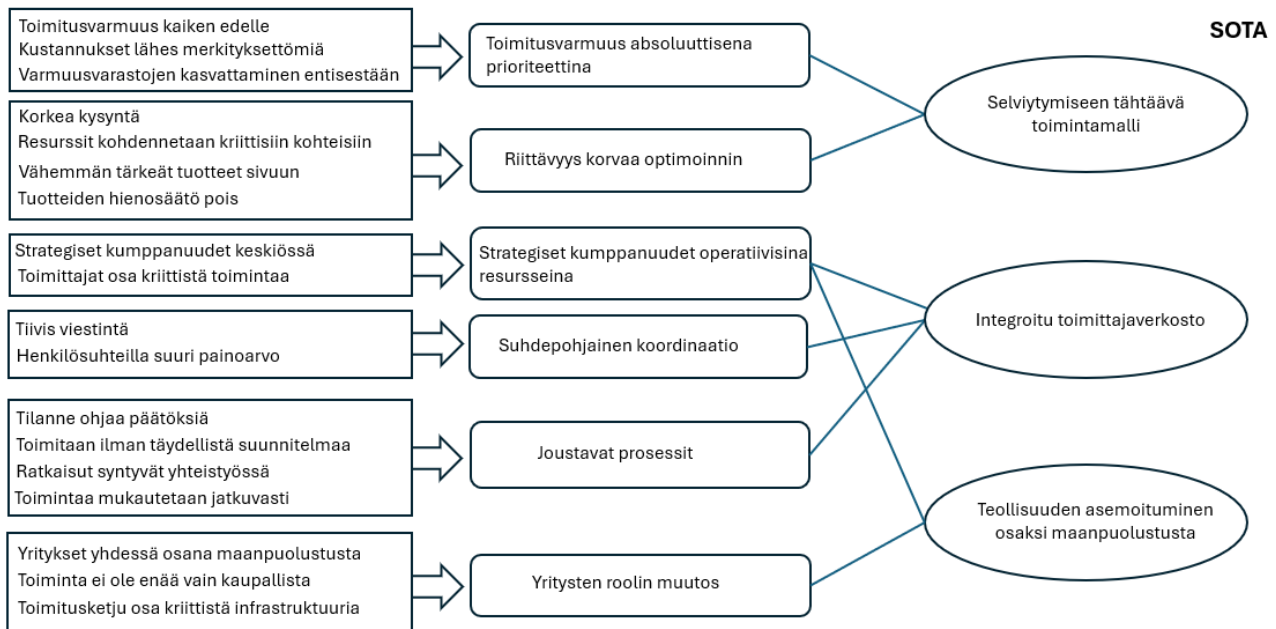 SOTA
Toimitusvarmuus kaiken edelle
Kustannukset lähes merkityksettömiä
Varmuusvarastojen kasvattaminen entisestään
Toimitusvarmuus absoluuttisena
prioriteettina
Selviytymiseen tähtäävä
toimintamalli
Korkea kysyntä
Resurssit kohdennetaan kriittisiin kohteisiin
Vähemmän tärkeät tuotteet sivuun
Tuotteiden hienosäätö pois
Riittävyys korvaa optimoinnin
Strategiset kumppanuudet keskiössä
Toimittajat osa kriittistä toimintaa
Strategiset kumppanuudet operatiivisina
resursseina
Tiivis viestintä
Henkilösuhteilla suuri painoarvo
Suhdepohjainen koordinaatio
Integroitu toimittajaverkosto
Tilanne ohjaa päätöksiä
Toimitaan ilman täydellistä suunnitelmaa
Ratkaisut syntyvät yhteistyössä
Toimintaa mukautetaan jatkuvasti
Joustavat prosessit
Teollisuuden asemoituminen
osaksi maanpuolustusta
Yritykset yhdessä osana maanpuolustusta
Toiminta ei ole enää vain kaupallista
Toimitusketju osa kriittistä infrastruktuuria
Yritysten roolin muutos